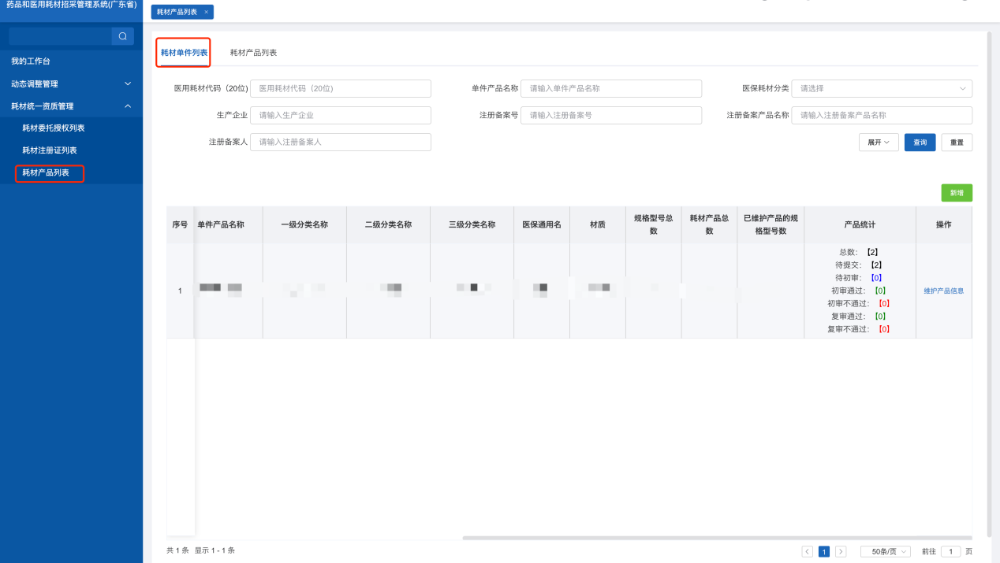 药品和医用耗材招采管理系统(广东省)
耗材产品列表 ×
我的工作台
动态调整管理
耗材统一资质管理
耗材委托授权列表
耗材注册证列表
耗材产品列表
耗材单件列表 耗材产品列表
医用耗材代码（20位） 医用耗材代码（20位） 单件产品名称 请输入单件产品名称 医保耗材分类 请选择
生产企业 请输入生产企业 注册备案号 请输入注册备案号 注册备案产品名称 请输入注册备案产品名称
注册备案人 请输入注册备案人 展开 查询 重置
新增
序号 单件产品名称 一级分类名称 二级分类名称 三级分类名称 医保通用名 材质 规格型号总数 耗材产品总数 已维护产品的规格型号数 产品统计 操作
总数: 【2】
待提交: 【2】
待初审: 【0】
1 初审通过: 【0】 维护产品信息
初审不通过: 【0】
复审通过: 【0】
复审不通过: 【0】
共 1 条 显示 1 - 1 条 < 1 > 50条/页 前往 1 页